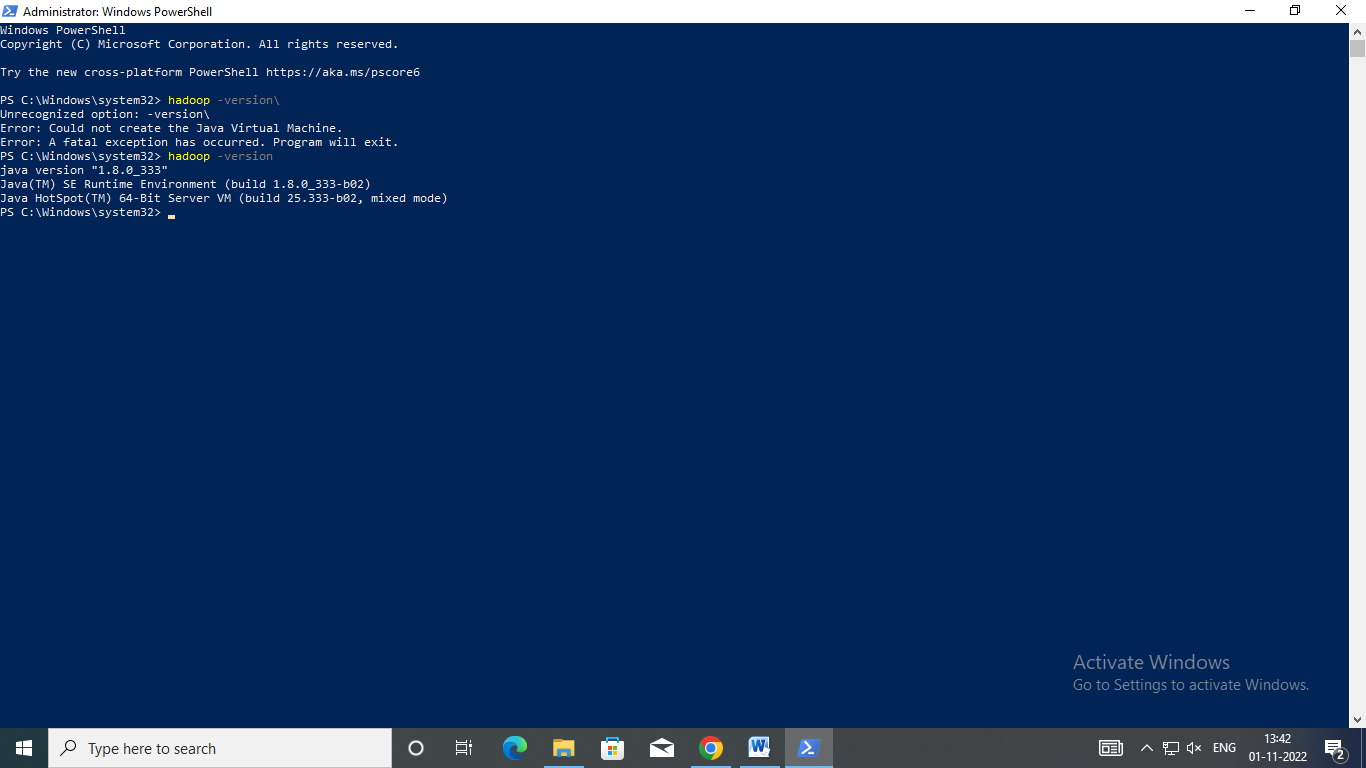 Administrator: Windows PowerShell
Windows PowerShell
Copyright (C) Microsoft Corporation. All rights reserved.
Try the new cross-platform PowerShell https://aka.ms/pscore6
PS C:\Windows\system32> hadoop -version\
Unrecognized option: -version\
Error: Could not create the Java Virtual Machine.
Error: A fatal exception has occurred. Program will exit.
PS C:\Windows\system32> hadoop -version
java version "1.8.0_333"
Java(TM) SE Runtime Environment (build 1.8.0_333-b02)
Java HotSpot(TM) 64-Bit Server VM (build 25.333-b02, mixed mode)
PS C:\Windows\system32>
Activate Windows
Go to Settings to activate Windows.
Type here to search
ENG
13:42
01-11-2022
2